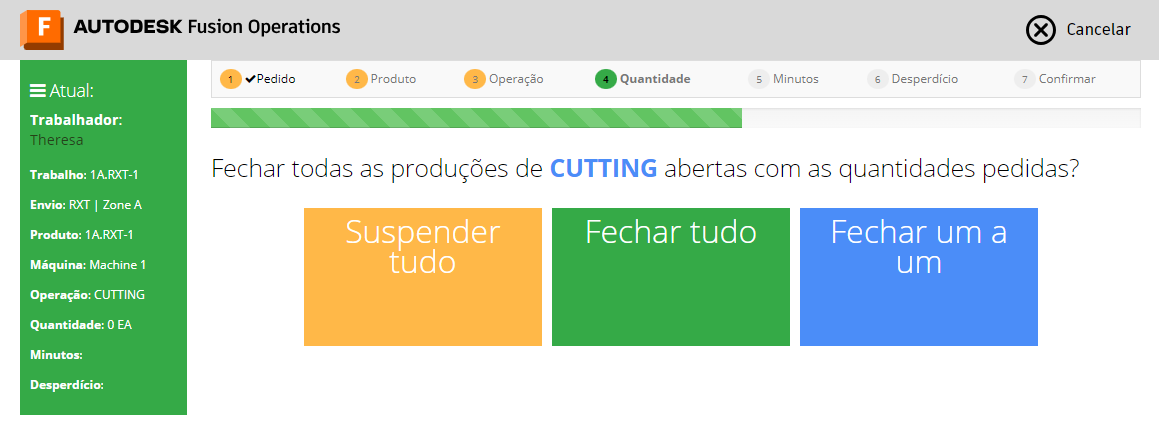 F AUTODESK Fusion Operations
Cancelar
1 Pedido 2 Produto 3 Operação 4 Quantidade 5 Minutos 6 Desperdício 7 Confirmar
Atual:
Trabalhador:
Theresa
Trabalho: 1A.RXT-1
Envio: RXT | Zone A
Produto: 1A.RXT-1
Máquina: Machine 1
Operação: CUTTING
Quantidade: 0 EA
Minutos:
Desperdício:
Fechar todas as produções de CUTTING abertas com as quantidades pedidas?
Suspender
tudo
Fechar tudo
Fechar um a
um